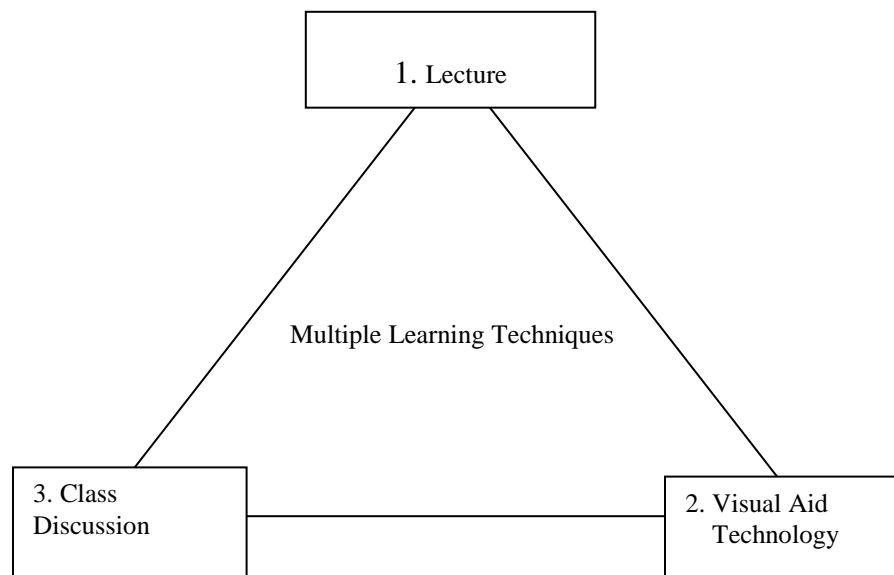 1. Lecture
Multiple Learning Techniques
3. Class
Discussion
2. Visual Aid
Technology